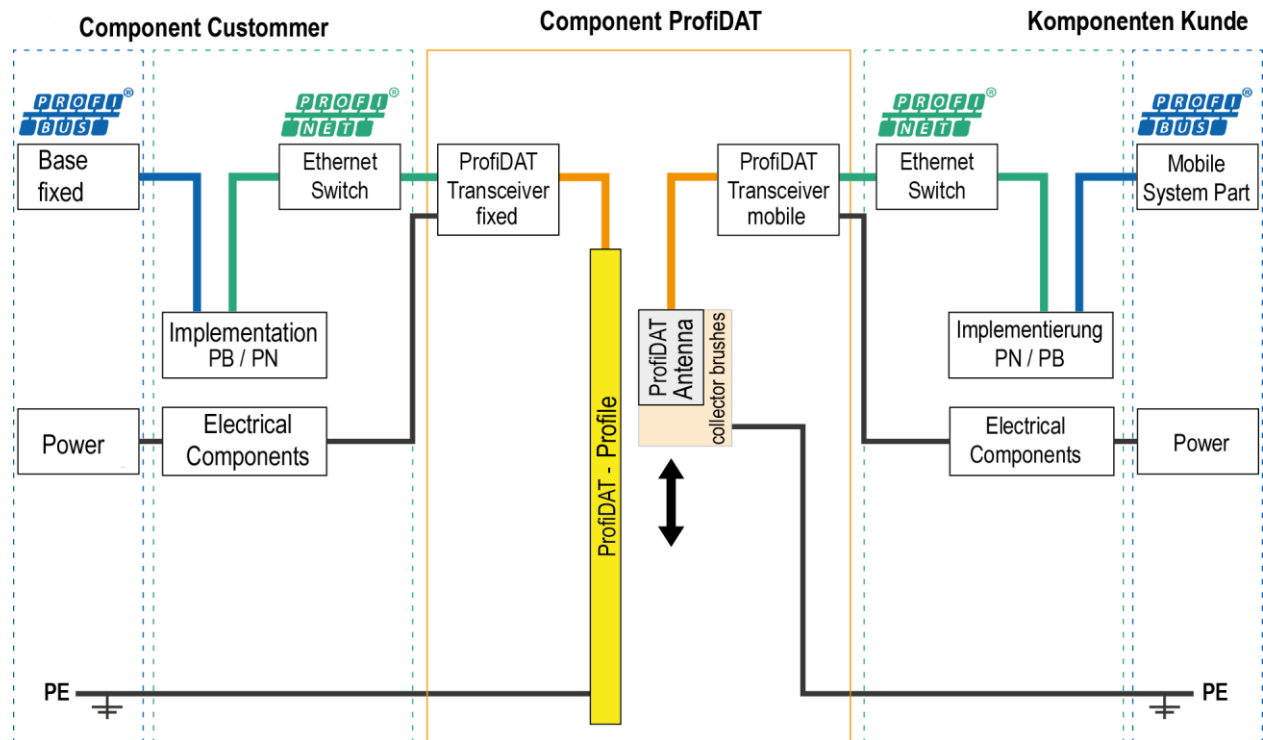 Component Custommer
Component ProfiDAT
Komponenten Kunde
PROFI®
BUS
PROFI®
NET
PROFI®
NET
PROFI®
BUS
Base
fixed
Ethernet
Switch
ProfiDAT
Transceiver
fixed
ProfiDAT
Transceiver
mobile
Ethernet
Switch
Mobile
System Part
Implementation
PB / PN
ProfiDAT
Antenna
collector brushes
Implementierung
PN / PB
Power
Electrical
Components
ProfiDAT - Profile
Electrical
Components
Power
PE
PE